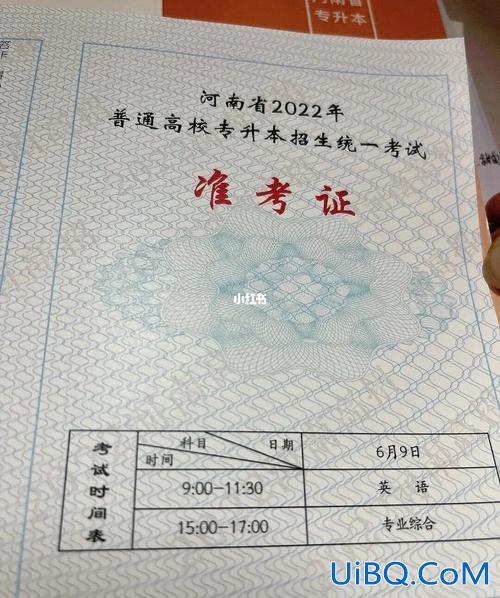 河南省
专升本
河南省2022年
普通高校专升本招生统一考试
准考证
小红书
考试时间表
科目 日期 时间 6月9日
9:00-11:30 英语
15:00-17:00 专业综合
UiBQ.CoM